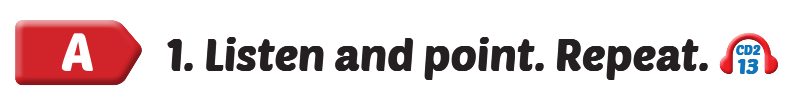 A 1. Listen and point. Repeat. CD2
13